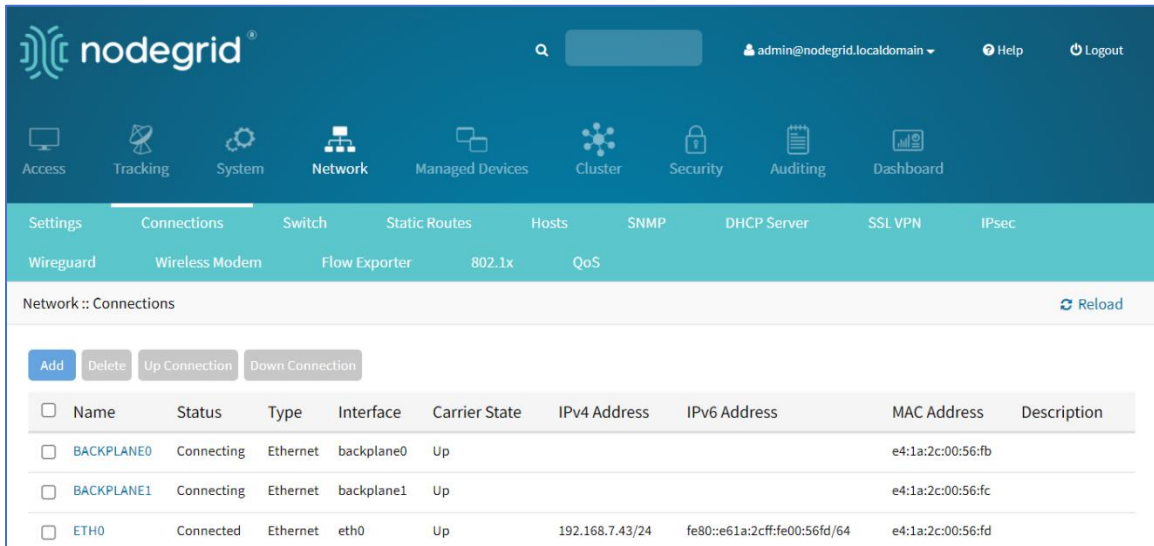 nodegrid ®
admin@nodegrid.localdomain Help Logout
Access Tracking System Network Managed Devices Cluster Security Auditing Dashboard
Settings Connections Switch Static Routes Hosts SNMP DHCP Server SSL VPN IPsec
Wireguard Wireless Modem Flow Exporter 802.1x QoS
Network :: Connections Reload
Add Delete Up Connection Down Connection
Name Status Type Interface Carrier State IPv4 Address IPv6 Address MAC Address Description
BACKPLANE0 Connecting Ethernet backplane0 Up e4:1a:2c:00:56:fb
BACKPLANE1 Connecting Ethernet backplane1 Up e4:1a:2c:00:56:fc
ETH0 Connected Ethernet eth0 Up 192.168.7.43/24 fe80::e61a:2cff:fe00:56fd/64 e4:1a:2c:00:56:fd